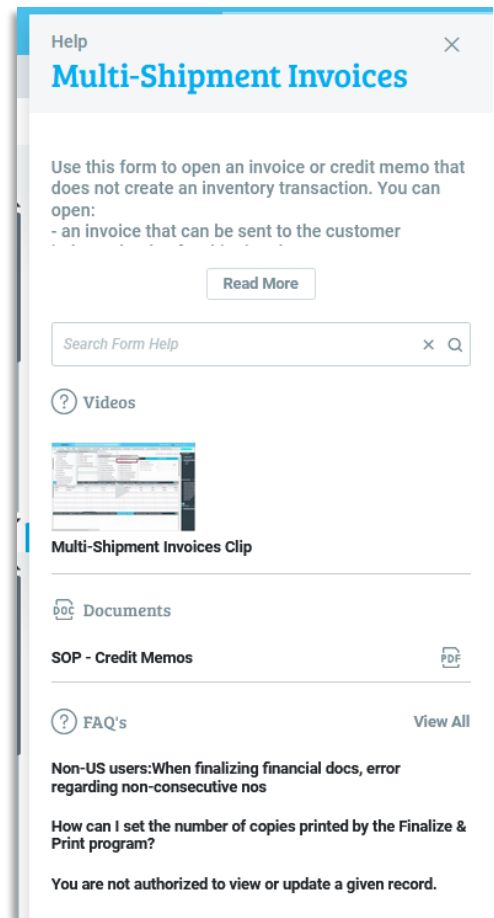 Help
Multi-Shipment Invoices
Use this form to open an invoice or credit memo that
does not create an inventory transaction. You can
open:
- an invoice that can be sent to the customer
Read More
Search Form Help
Videos
Multi-Shipment Invoices Clip
DOC Documents
SOP - Credit Memos
PDF
FAQ's
View All
Non-US users:When finalizing financial docs, error
regarding non-consecutive nos
How can I set the number of copies printed by the Finalize &
Print program?
You are not authorized to view or update a given record.